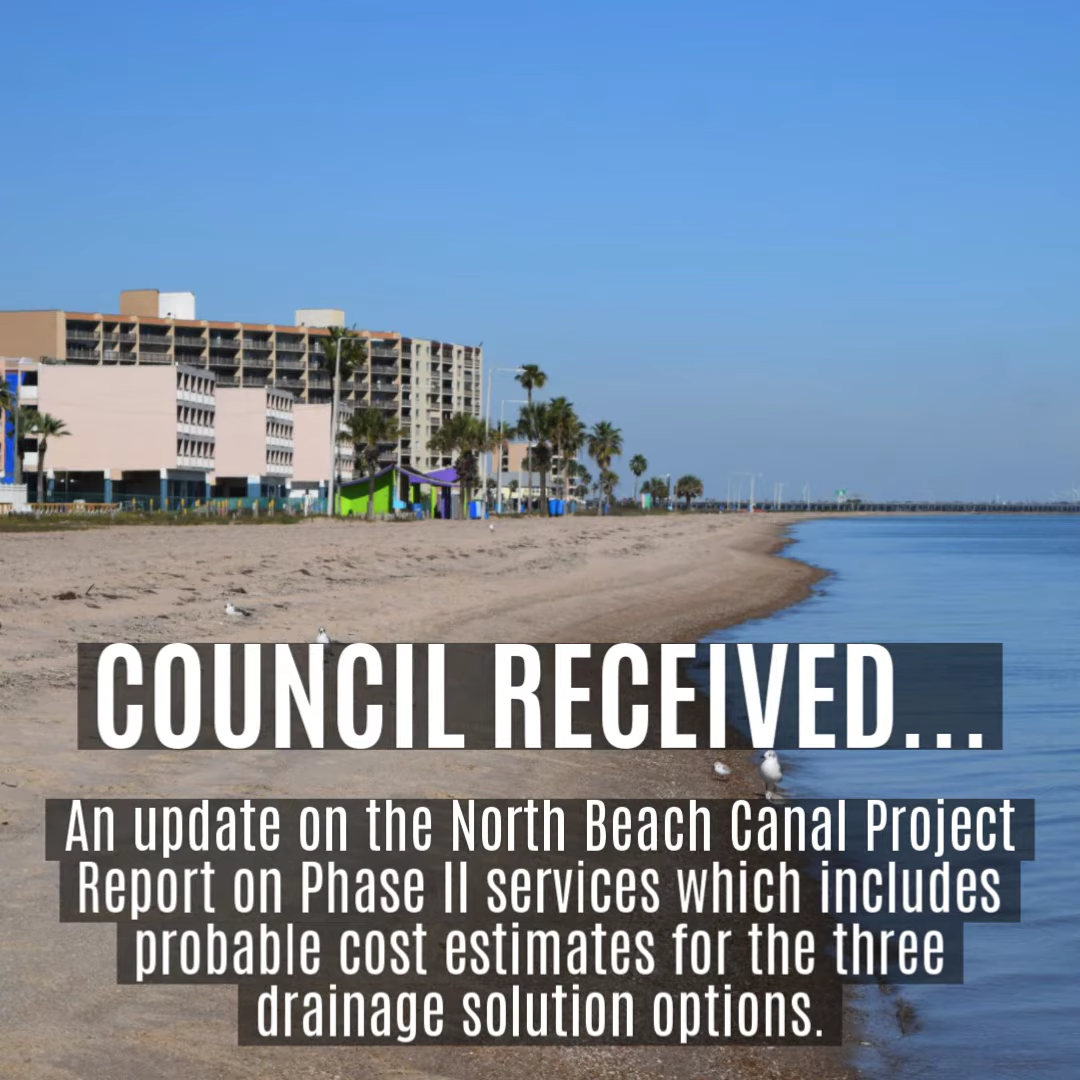 COUNCIL RECEIVED...
An update on the North Beach Canal Project
Report on Phase II services which includes
probable cost estimates for the three
drainage solution options.